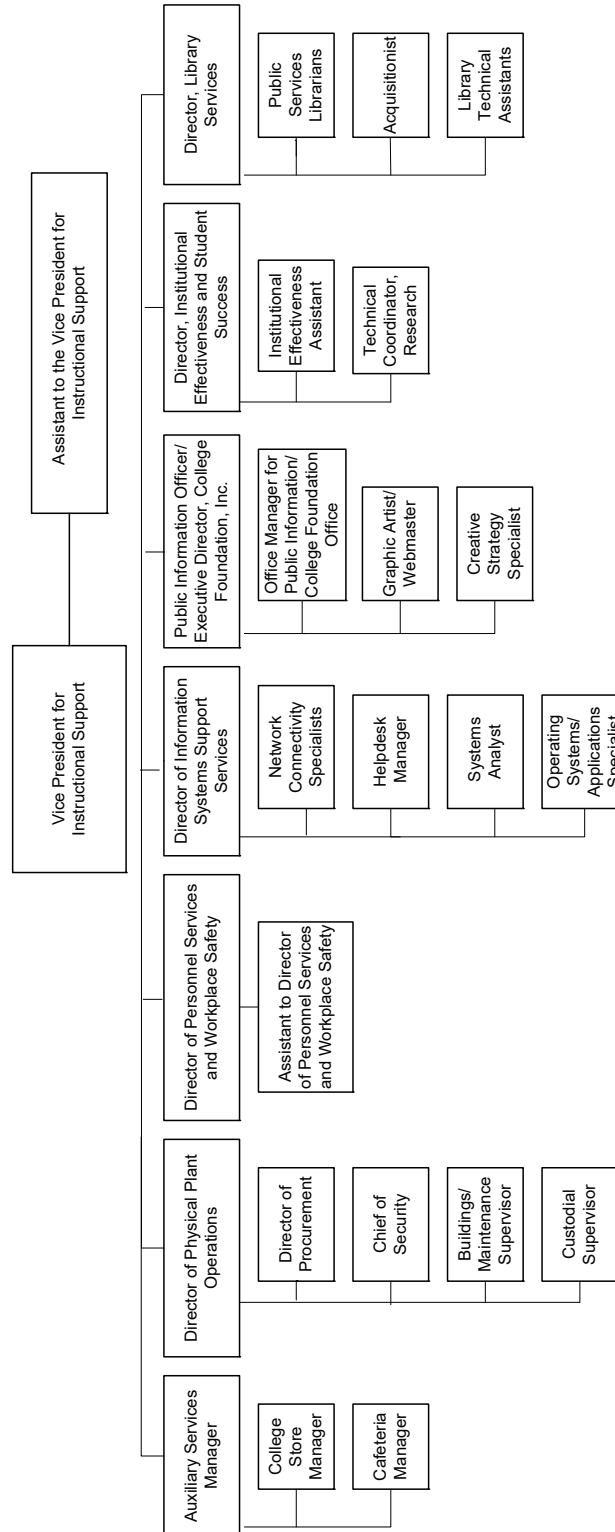 Vice President for
Instructional Support
Assistant to the Vice President for
Instructional Support
Auxiliary Services
Manager
College
Store
Manager
Cafeteria
Manager
Director of Physical Plant
Operations
Director of
Procurement
Chief of
Security
Buildings/
Maintenance
Supervisor
Custodial
Supervisor
Director of Personnel Services
and Workplace Safety
Assistant to Director
of Personnel Services
and Workplace Safety
Director of Information
Systems Support
Services
Network
Connectivity
Specialists
Helpdesk
Manager
Systems
Analyst
Operating
Systems/
Applications
Specialist
Public Information Officer/
Executive Director, College
Foundation, Inc.
Office Manager for
Public Information/
College Foundation
Office
Graphic Artist/
Webmaster
Creative
Strategy
Specialist
Director, Institutional
Effectiveness and Student
Success
Institutional
Effectiveness
Assistant
Technical
Coordinator,
Research
Director, Library
Services
Public
Services
Librarians
Acquisitionist
Library
Technical
Assistants